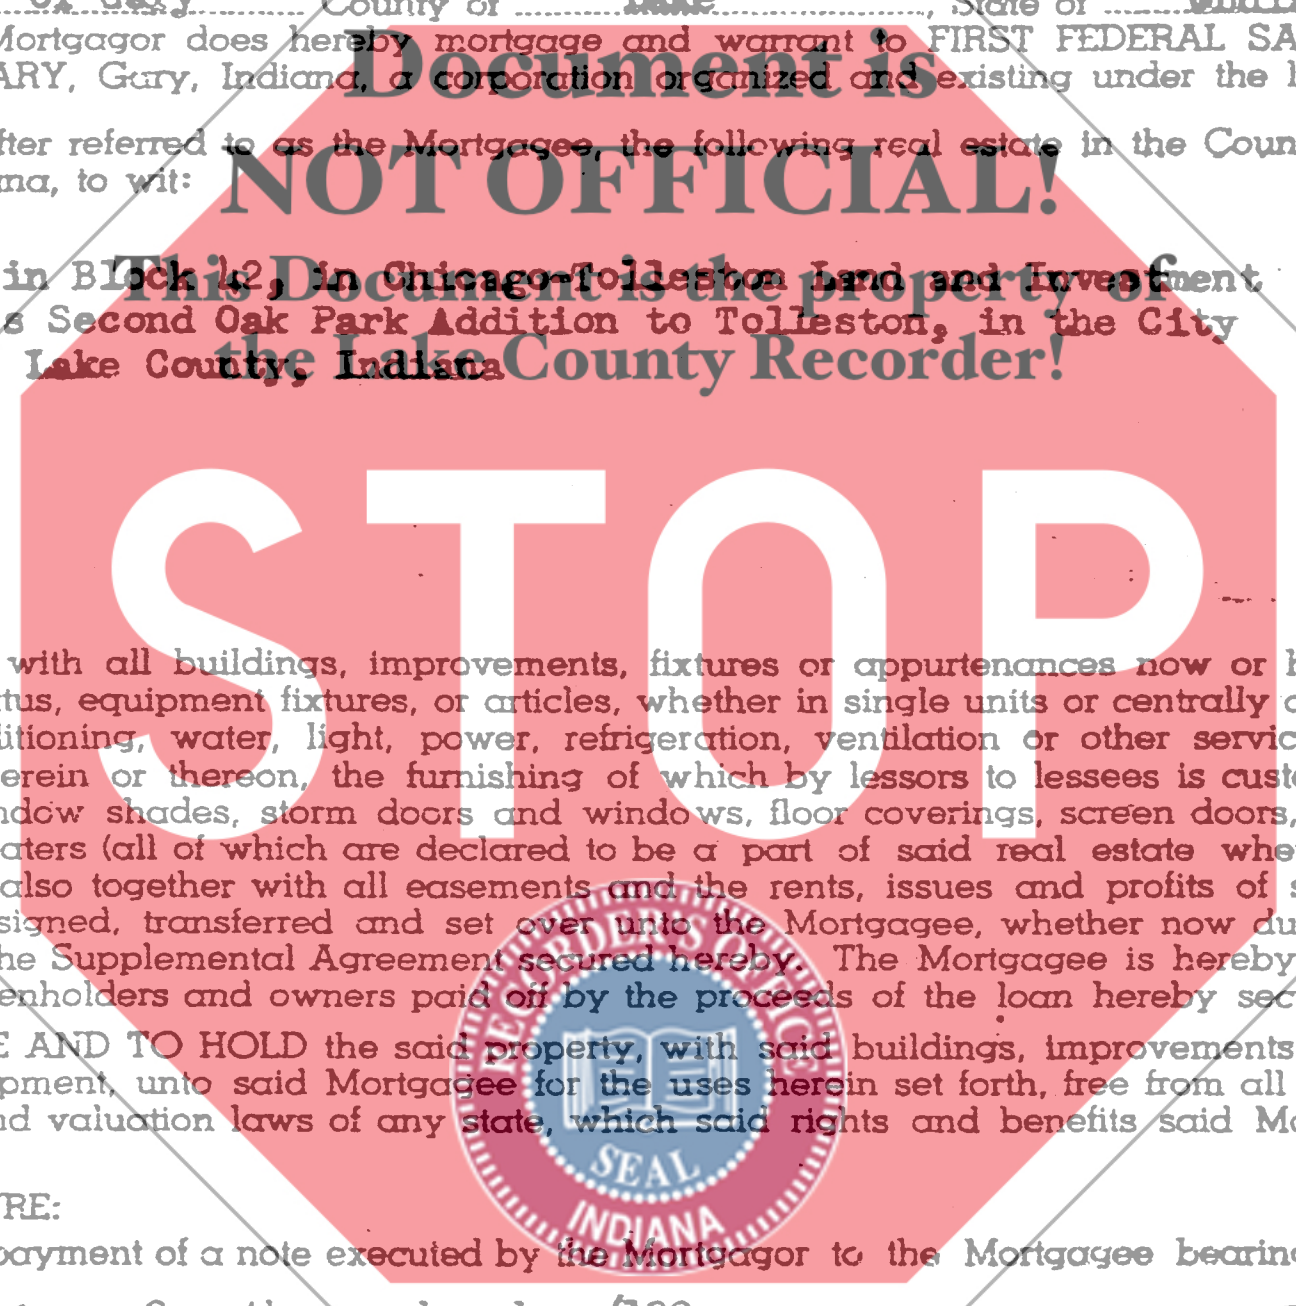 of Gary County of Lake, State of
Mortgagor does hereby mortgage and warrant to FIRST FEDERAL SA
Document is
ARY, Gary, Indiana, a corporation organized and existing under the
fter referred to as the Mortgagee, the following real estate in the Coun
NOT OFFICIAL!
na, to wit:
in Block 42, in Chicago-Tolleston Land and Investment
This Document is the property of
s Second Oak Park Addition to Tolleston, in the City
Lake County, Indiana
the Lake County Recorder!
STOP
with all buildings, improvements, fixtures or appurtenances now or
tus, equipment fixtures, or articles, whether in single units or centrally
itioning, water, light, power, refrigeration, ventilation or other servic
erein or thereon, the furnishing of which by lessors to lessees is cust
ndow shades, storm doors and windows, floor coverings, screen doors,
aters (all of which are declared to be a part of said real estate whe
also together with all easements and the rents, issues and profits of s
signed, transferred and set over unto the Mortgagee, whether now du
he Supplemental Agreement secured hereby. The Mortgagee is hereby
enholders and owners paid off by the proceeds of the loan hereby sec
RECORDER'S OFFICE
E AND TO HOLD the said property, with said buildings, improvements
pment, unto said Mortgagee for the uses herein set forth, free from all
nd valuation laws of any state, which said rights and benefits said Mo
SEAL
INDIANA
RE:
payment of a note executed by the Mortgagor to the Mortgagee bearing